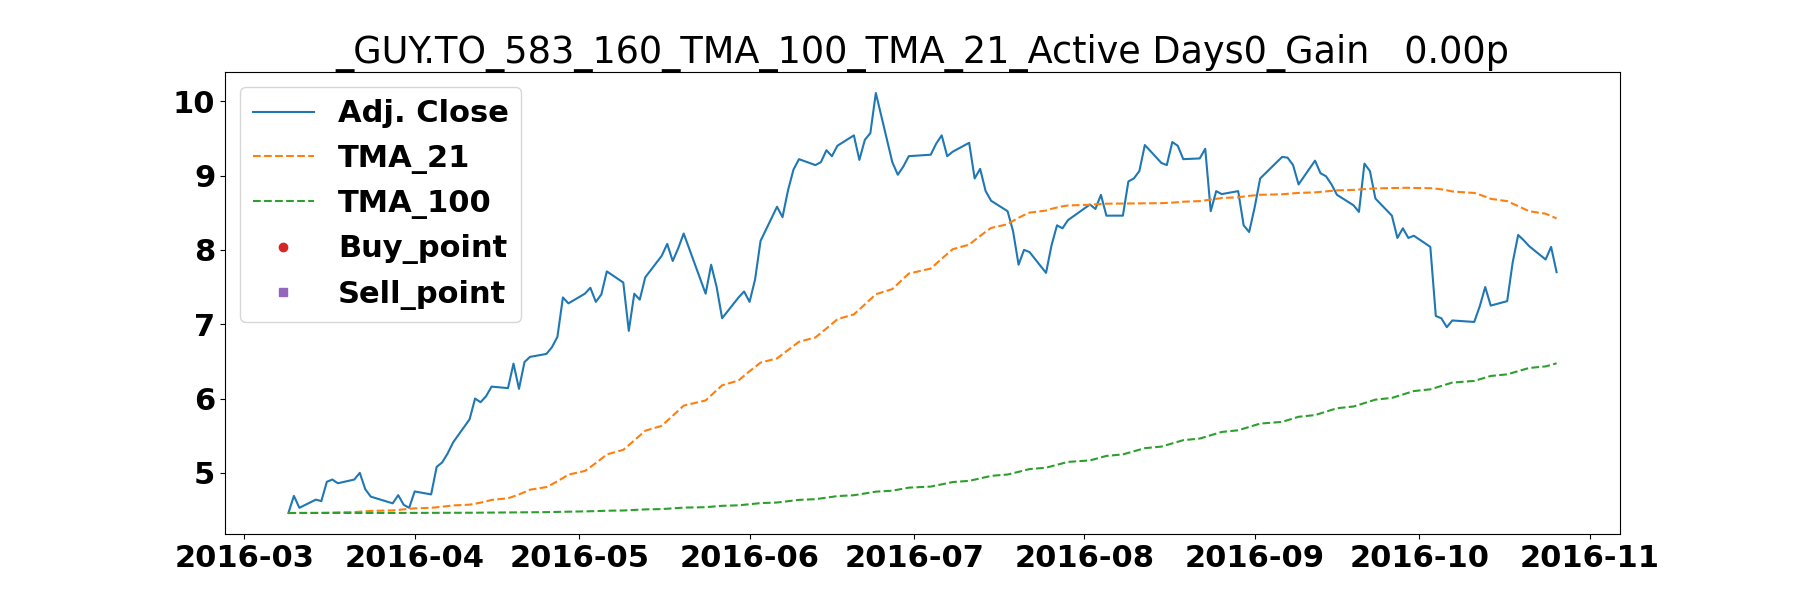 _GUY.TO_583_160_TMA_100_TMA_21_Active Days0_Gain   0.00p
10
9
8
7
6
5
Adj. Close
TMA_21
TMA_100
Buy_point
Sell_point
2016-03 2016-04 2016-05 2016-06 2016-07 2016-08 2016-09 2016-10 2016-11